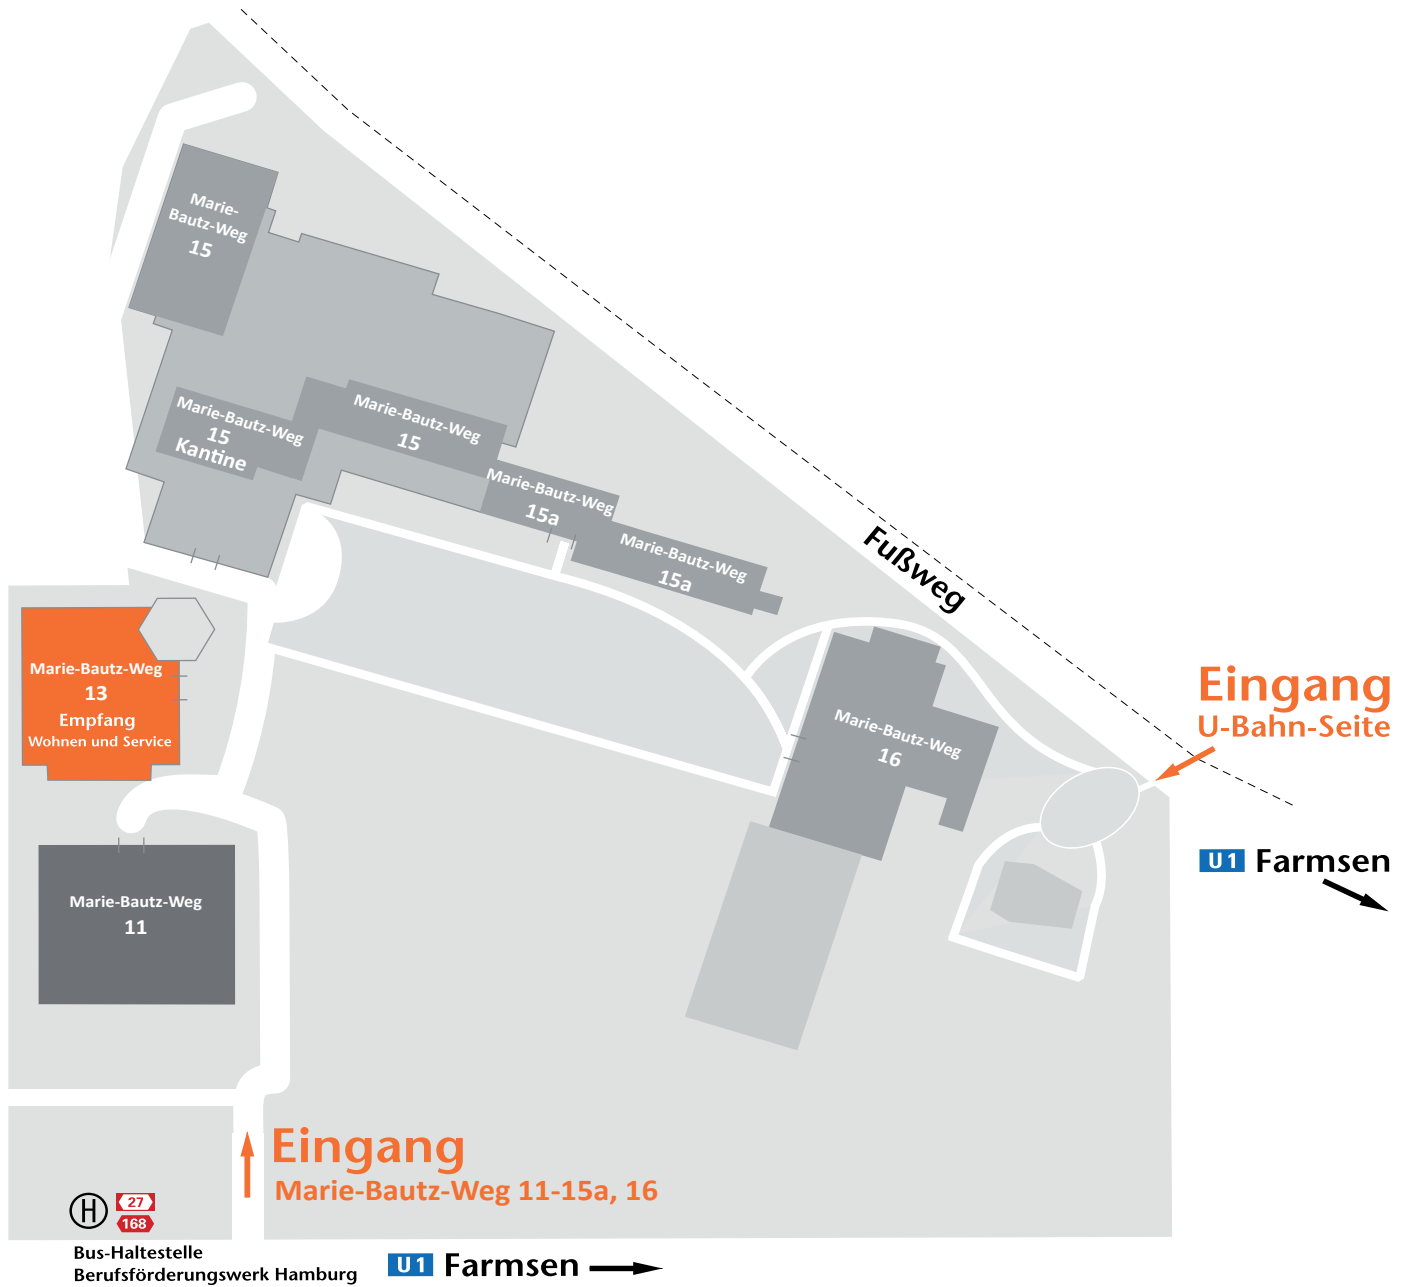 Marie-
Bautz-Weg
15
Marie-Bautz-Weg
15
Kantine
Marie-Bautz-Weg
15
Marie-Bautz-Weg
15a
Marie-Bautz-Weg
15a
Fußweg
Marie-Bautz-Weg
13
Empfang
Wohnen und Service
Marie-Bautz-Weg
16
Eingang
U-Bahn-Seite
U1 Farmsen
Marie-Bautz-Weg
11
Eingang
Marie-Bautz-Weg 11-15a, 16
H
27
168
Bus-Haltestelle
Berufsförderungswerk Hamburg
U1 Farmsen